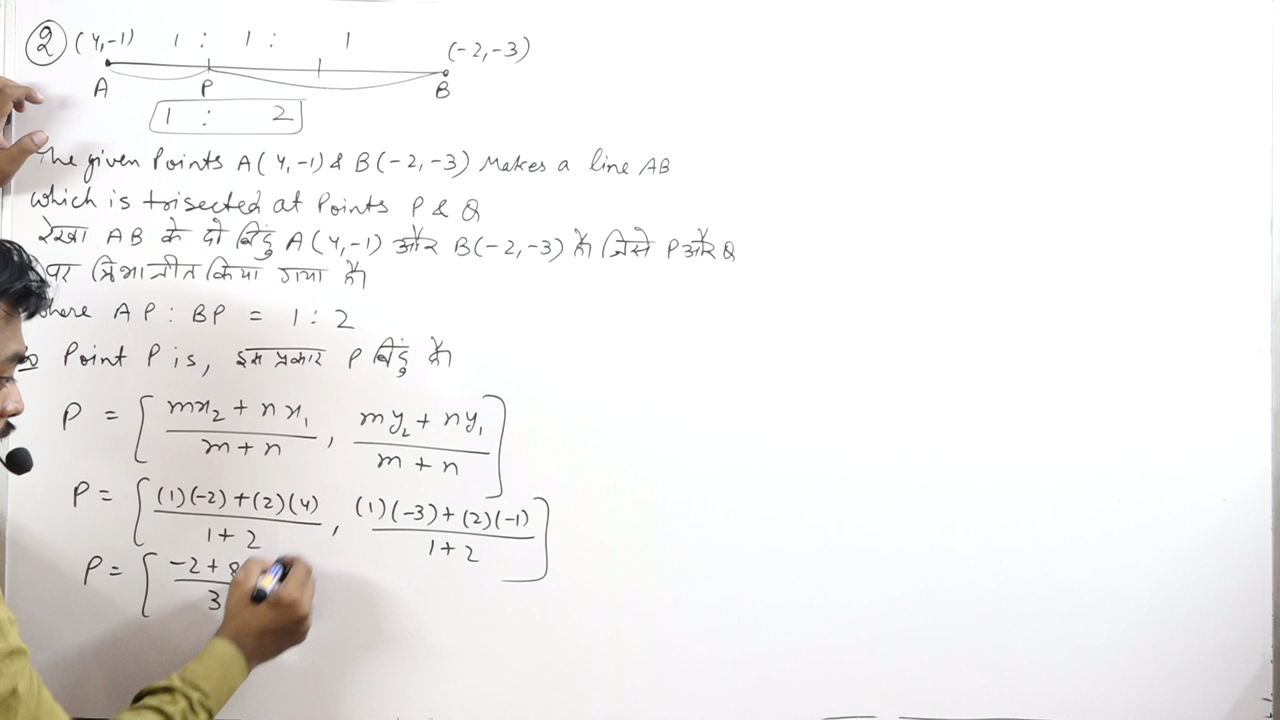 ② (4,-1) 1 : 1 : 1 (-2,-3)
A P B
1 : 2
The given Points A(4,-1) & B(-2,-3) Makes a line AB
which is trisected at Points P & Q
रेखा AB के दो बिंदु A(4,-1) और B(-2,-3) है जिसे P और Q
पर त्रिभाजीत किया गया है।
where AP : BP = 1 : 2
Point P is, इस प्रकार P बिंदु है।
P = [ (mx₂ + nx₁)/(m+n) , (my₂ + ny₁)/(m+n) ]
P = [ ((1)(-2)+(2)(4))/(1+2) , ((1)(-3)+(2)(-1))/(1+2) ]
P = [ (-2+8)/3